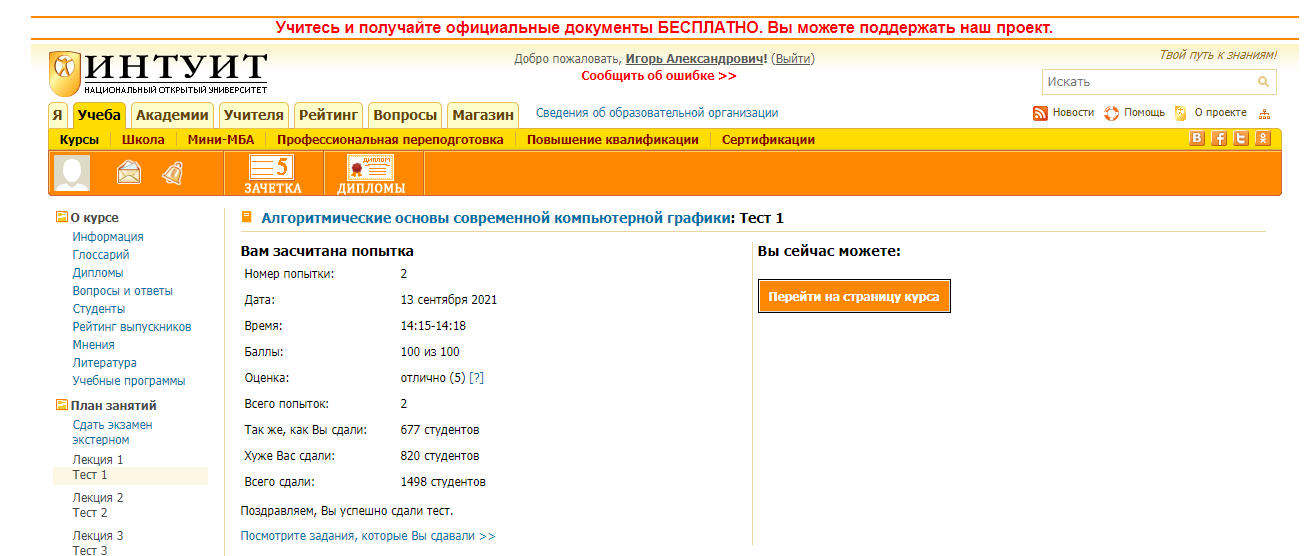 Учитесь и получайте официальные документы БЕСПЛАТНО. Вы можете поддержать наш проект.
ИНТУИТ
НАЦИОНАЛЬНЫЙ ОТКРЫТЫЙ УНИВЕРСИТЕТ
Добро пожаловать, Игорь Александрович! (Выйти)
Сообщить об ошибке >>
Твой путь к знаниям!
Искать
Я Учеба Академии Учителя Рейтинг Вопросы Магазин Сведения об образовательной организации
Новости Помощь О проекте
Курсы Школа Мини-МБА Профессиональная переподготовка Повышение квалификации Сертификации
5
ЗАЧЕТКА
ДИПЛОМ
ДИПЛОМЫ
О курсе
Информация
Глоссарий
Дипломы
Вопросы и ответы
Студенты
Рейтинг выпускников
Мнения
Литература
Учебные программы
План занятий
Сдать экзамен
экстерном
Лекция 1
Тест 1
Лекция 2
Тест 2
Лекция 3
Тест 3
Алгоритмические основы современной компьютерной графики: Тест 1
Вам засчитана попытка
Номер попытки: 2
Дата: 13 сентября 2021
Время: 14:15-14:18
Баллы: 100 из 100
Оценка: отлично (5) [?]
Всего попыток: 2
Так же, как Вы сдали: 677 студентов
Хуже Вас сдали: 820 студентов
Всего сдали: 1498 студентов
Поздравляем, Вы успешно сдали тест.
Посмотрите задания, которые Вы сдавали >>
Вы сейчас можете:
Перейти на страницу курса